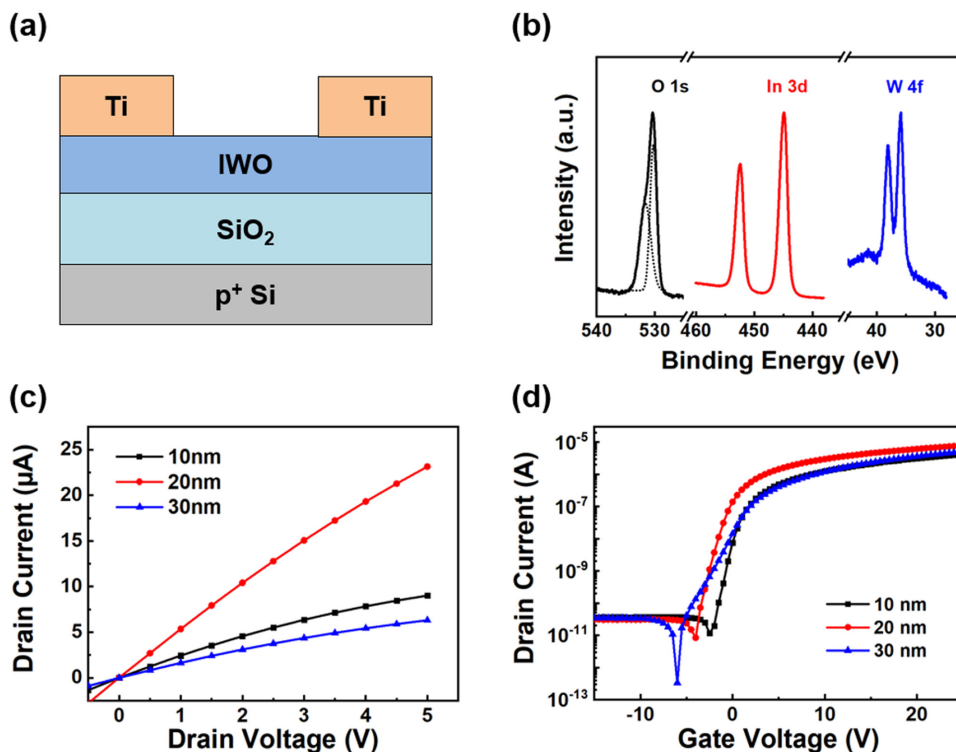 (a)
Ti Ti
IWO
SiO₂
p⁺ Si
(b)
O 1s In 3d W 4f
Intensity (a.u.)
540 530 460 450 440 40 30
Binding Energy (eV)
(c)
10nm
20nm
30nm
Drain Current (μA)
25
20
15
10
5
0
0 1 2 3 4 5
Drain Voltage (V)
(d)
Drain Current (A)
10⁻⁵
10⁻⁷
10⁻⁹
10⁻¹¹
10⁻¹³
10 nm
20 nm
30 nm
-10 0 10 20
Gate Voltage (V)